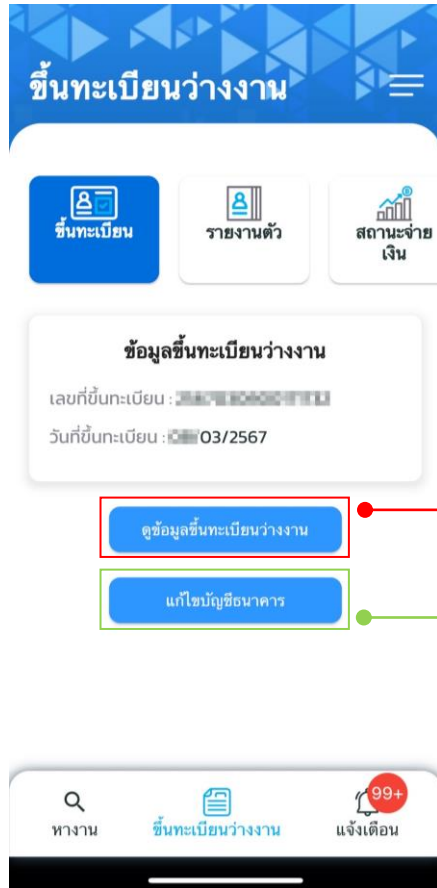 ขึ้นทะเบียนว่างงาน
ขึ้นทะเบียน
รายงานตัว
สถานะจ่าย
เงิน
ข้อมูลขึ้นทะเบียนว่างงาน
เลขที่ขึ้นทะเบียน :
วันที่ขึ้นทะเบียน : /03/2567
ดูข้อมูลขึ้นทะเบียนว่างงาน
แก้ไขบัญชีธนาคาร
99+
หางาน
ขึ้นทะเบียนว่างงาน
แจ้งเตือน